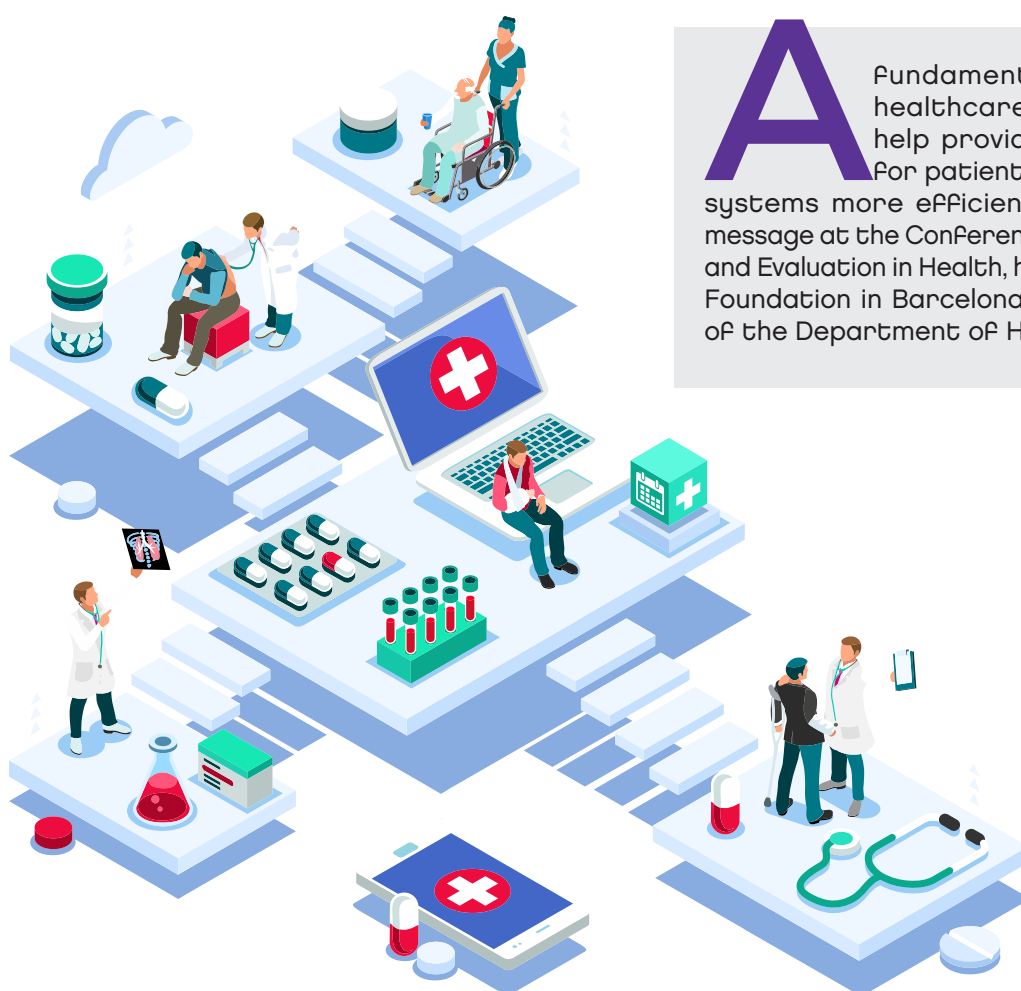 A
fundament
healthcare
help provid
for patient
systems more efficien
message at the Conferen
and Evaluation in Health, h
Foundation in Barcelona
of the Department of H